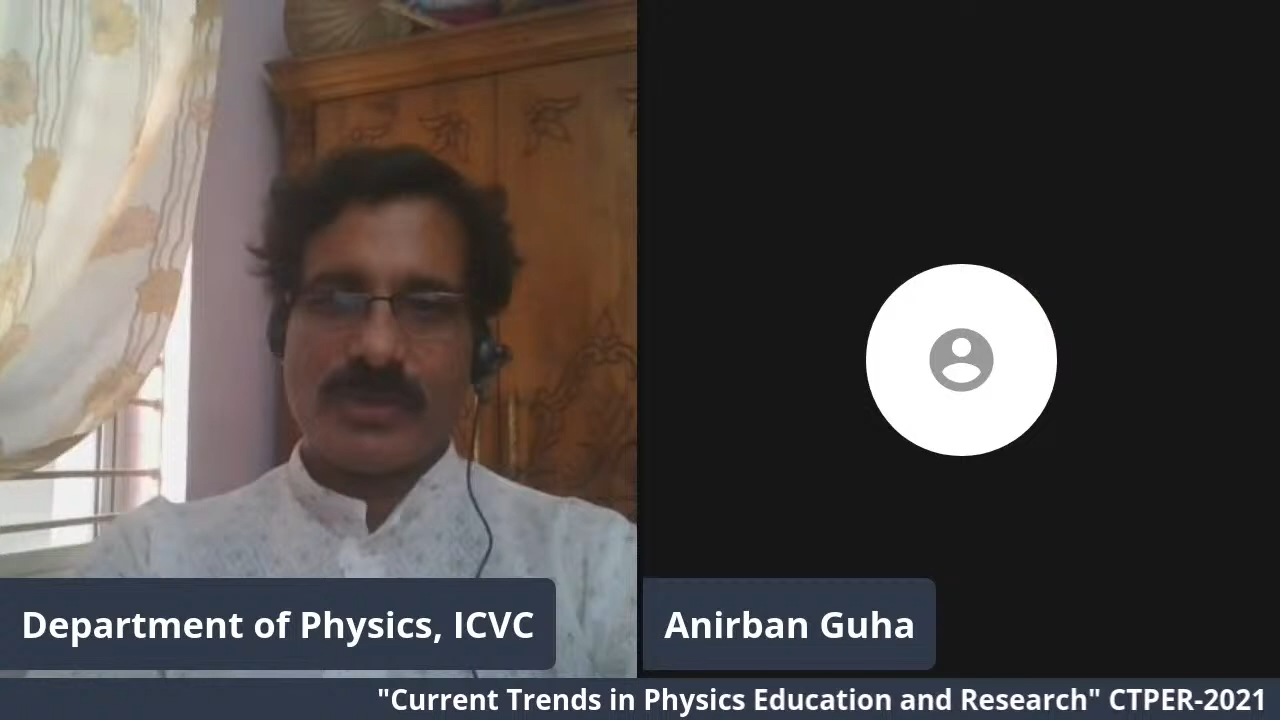 Department of Physics, ICVC
Anirban Guha
"Current Trends in Physics Education and Research" CTPER-2021